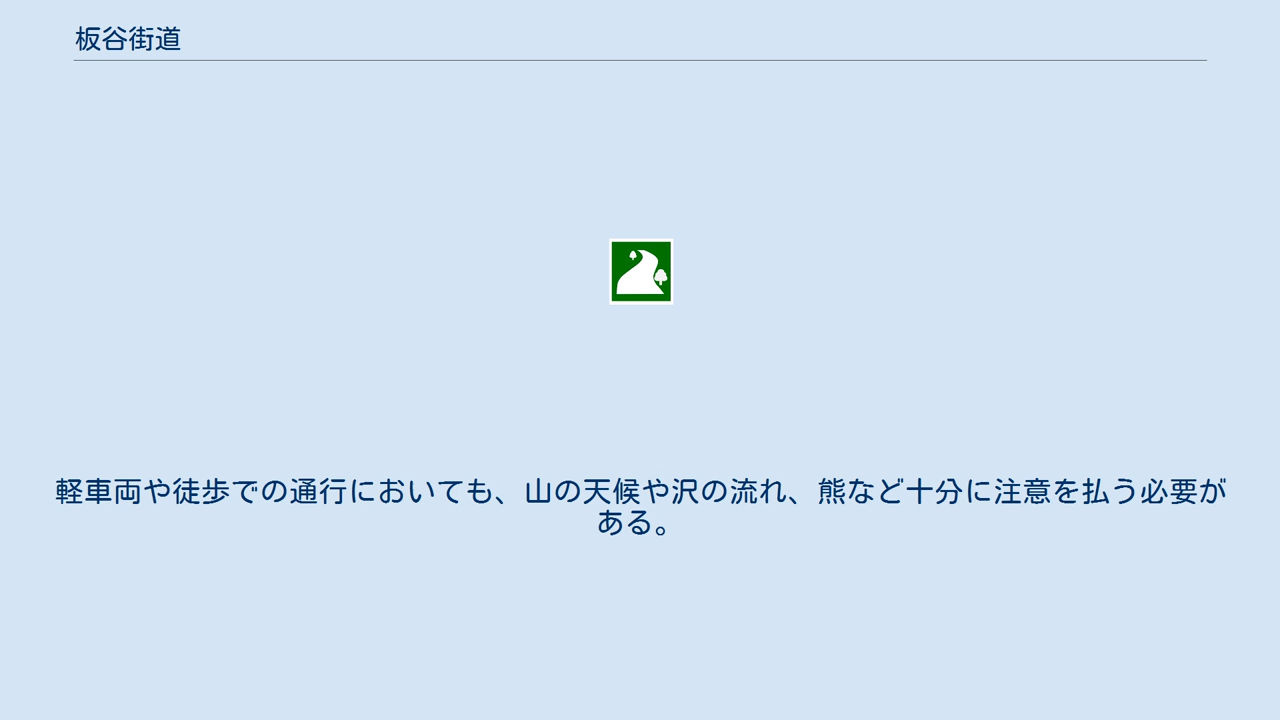 板谷街道
軽車両や徒歩での通行においても、山の天候や沢の流れ、熊など十分に注意を払う必要が
ある。